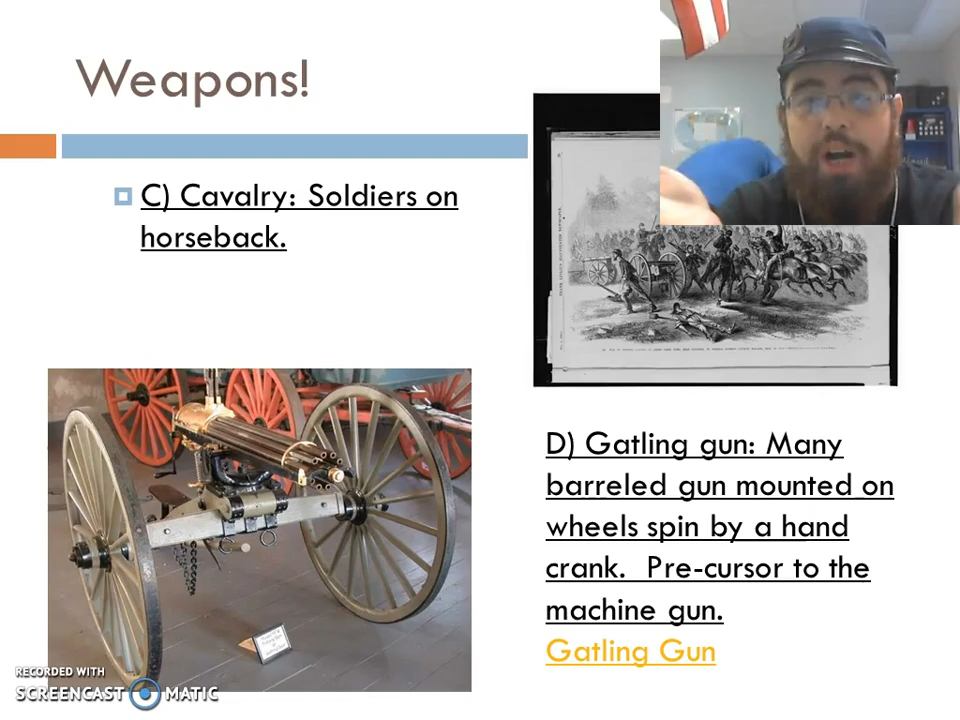 Weapons!
C) Cavalry: Soldiers on
horseback.
D) Gatling gun: Many
barreled gun mounted on
wheels spin by a hand
crank. Pre-cursor to the
machine gun.
Gatling Gun
RECORDED WITH
SCREENCAST MATIC